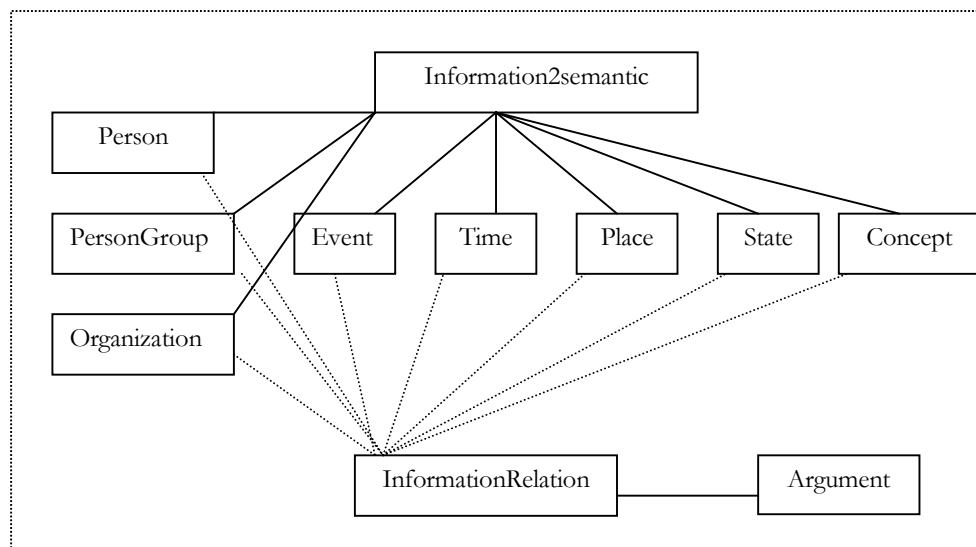 Information2semantic
Person
PersonGroup
Event
Time
Place
State
Concept
Organization
InformationRelation
Argument